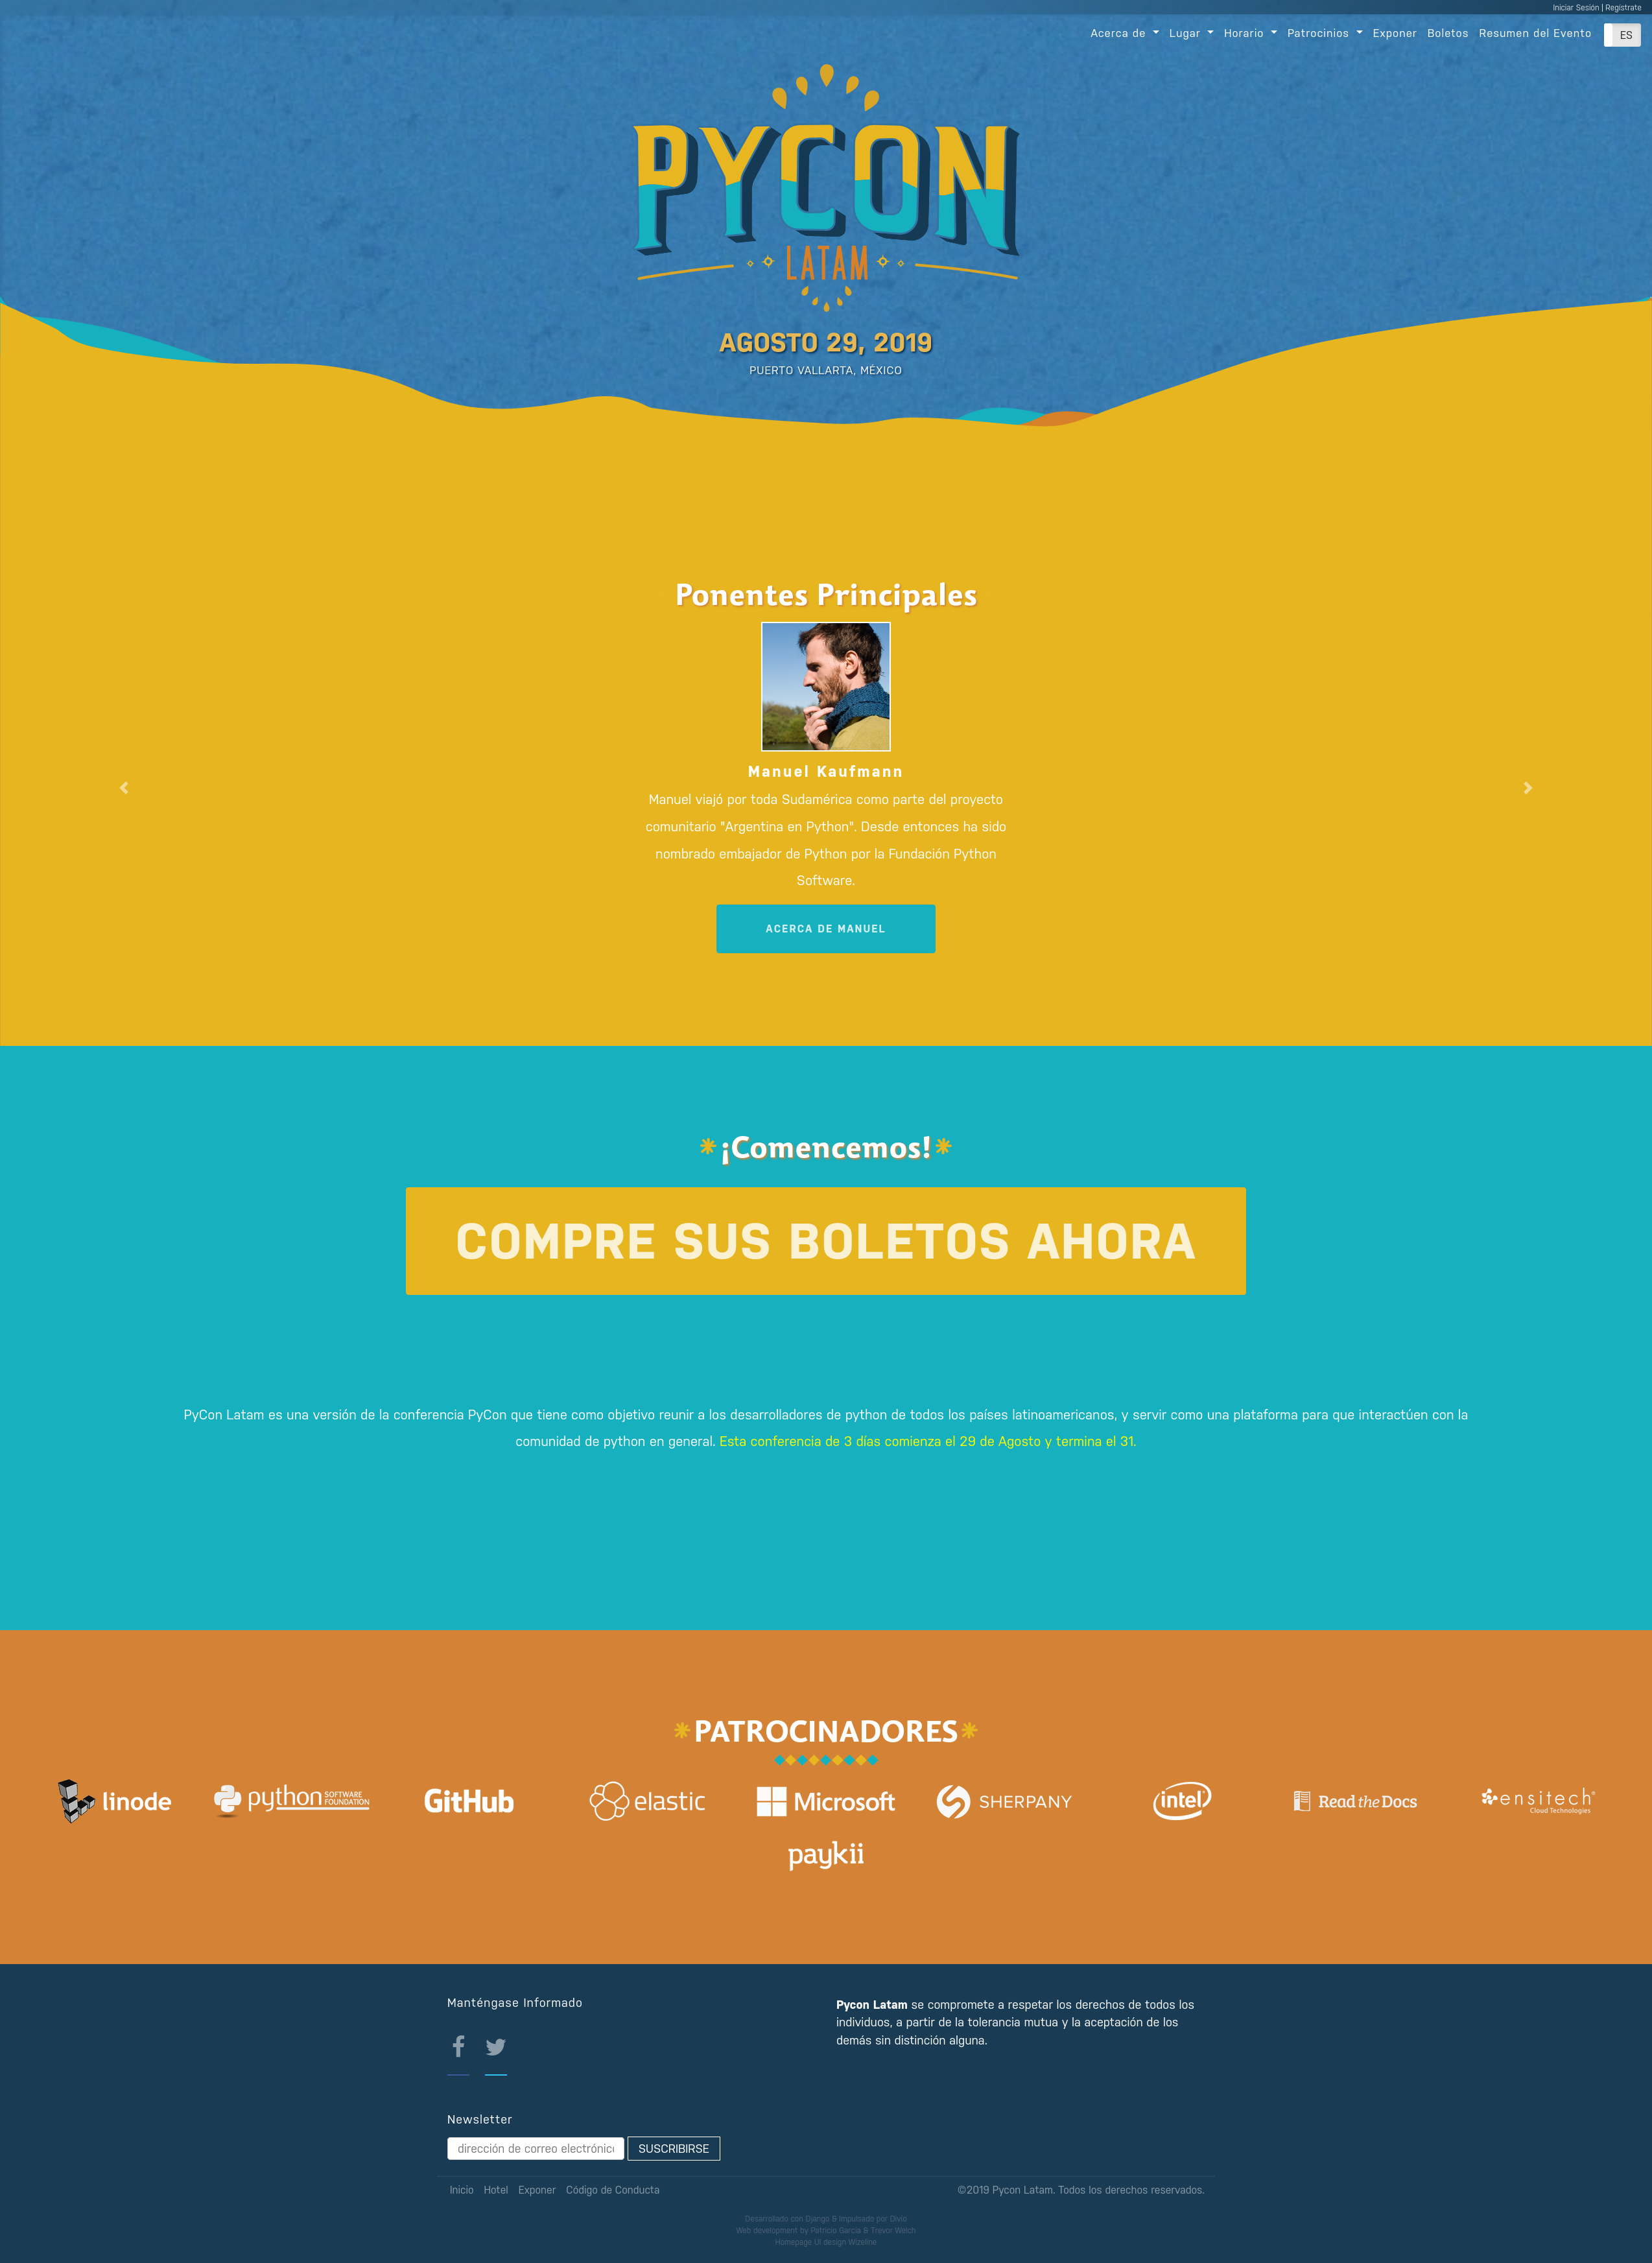 Iniciar Sesión | Regístrate
Acerca de Lugar Horario Patrocinios Exponer Boletos Resumen del Evento ES
PYCON
LATAM
AGOSTO 29, 2019
PUERTO VALLARTA, MÉXICO
Ponentes Principales
Manuel Kaufmann
Manuel viajó por toda Sudamérica como parte del proyecto
comunitario "Argentina en Python". Desde entonces ha sido
nombrado embajador de Python por la Fundación Python
Software.
ACERCA DE MANUEL
¡Comencemos!
COMPRE SUS BOLETOS AHORA
PyCon Latam es una versión de la conferencia PyCon que tiene como objetivo reunir a los desarrolladores de python de todos los países latinoamericanos, y servir como una plataforma para que interactúen con la
comunidad de python en general. Esta conferencia de 3 días comienza el 29 de Agosto y termina el 31.
PATROCINADORES
linode python SOFTWARE FOUNDATION GitHub elastic Microsoft SHERPANY intel Read the Docs ensitech® Cloud Technologies
paykii
Manténgase Informado
Pycon Latam se compromete a respetar los derechos de todos los
individuos, a partir de la tolerancia mutua y la aceptación de los
demás sin distinción alguna.
Newsletter
dirección de correo electrónico SUSCRIBIRSE
Inicio Hotel Exponer Código de Conducta ©2019 Pycon Latam. Todos los derechos reservados.
Desarrollado con Django & Impulsado por Divio
Web development by Patricio Garcia & Trevor Welch
Homepage UI design Wizeline